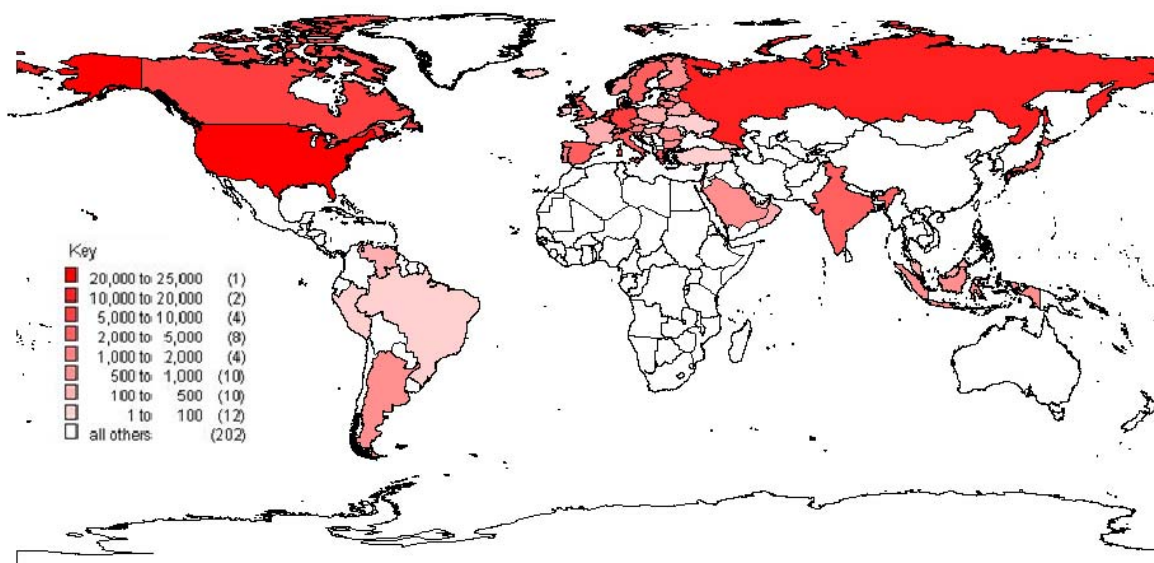 Key
20,000 to 25,000 (1)
10,000 to 20,000 (2)
5,000 to 10,000 (4)
2,000 to 5,000 (8)
1,000 to 2,000 (4)
500 to 1,000 (10)
100 to 500 (10)
1 to 100 (12)
all others (202)